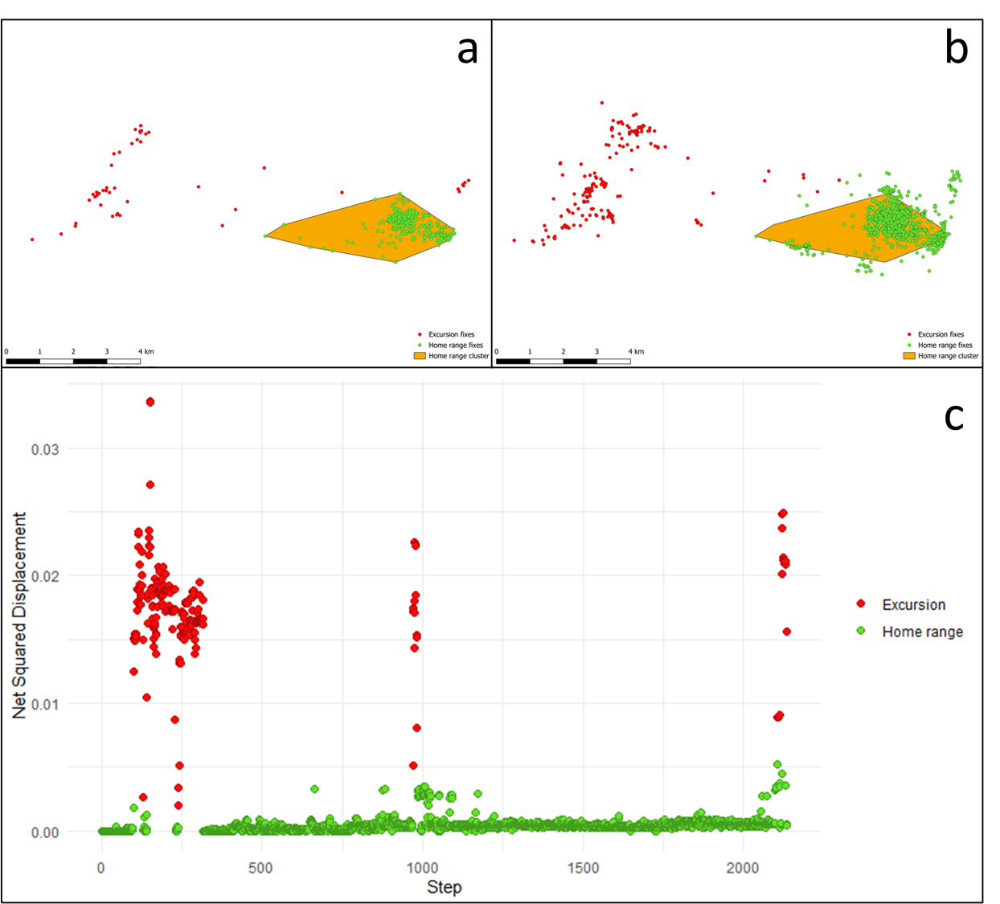 a
b
Excursion fixes
Home range fixes
Home range cluster
0 1 2 3 4 km
Excursion fixes
Home range fixes
Home range cluster
0 1 2 3 4 km
c
0.03
0.02
0.01
0.00
Net Squared Displacement
Excursion
Home range
0 500 1000 1500 2000
Step